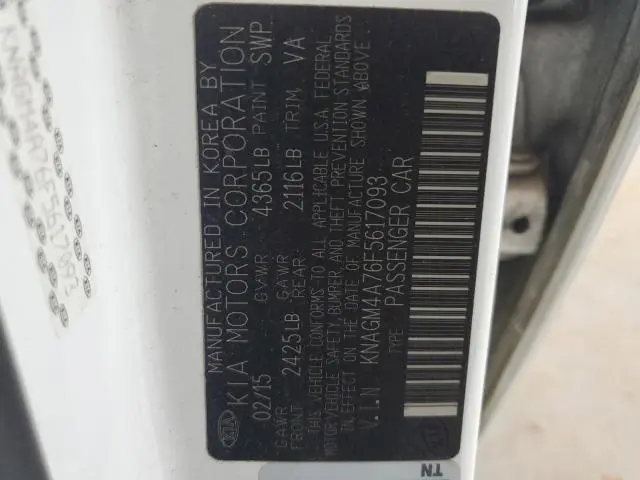 MANUFACTURED IN KOREA BY
KIA MOTORS CORPORATION
02/15 GVWR 4365LB PAINT SWP
GAWR FRONT 2425LB GAWR REAR 2116LB TRIM VA
THIS VEHICLE CONFORMS TO ALL APPLICABLE U.S.A. FEDERAL
MOTOR VEHICLE SAFETY, BUMPER AND THEFT PREVENTION STANDARDS
IN EFFECT ON THE DATE OF MANUFACTURE SHOWN ABOVE.
V.I.N : KNAGM4A76F5617093
TYPE : PASSENGER CAR
KIA
TN
KNAGM4A76F5617093